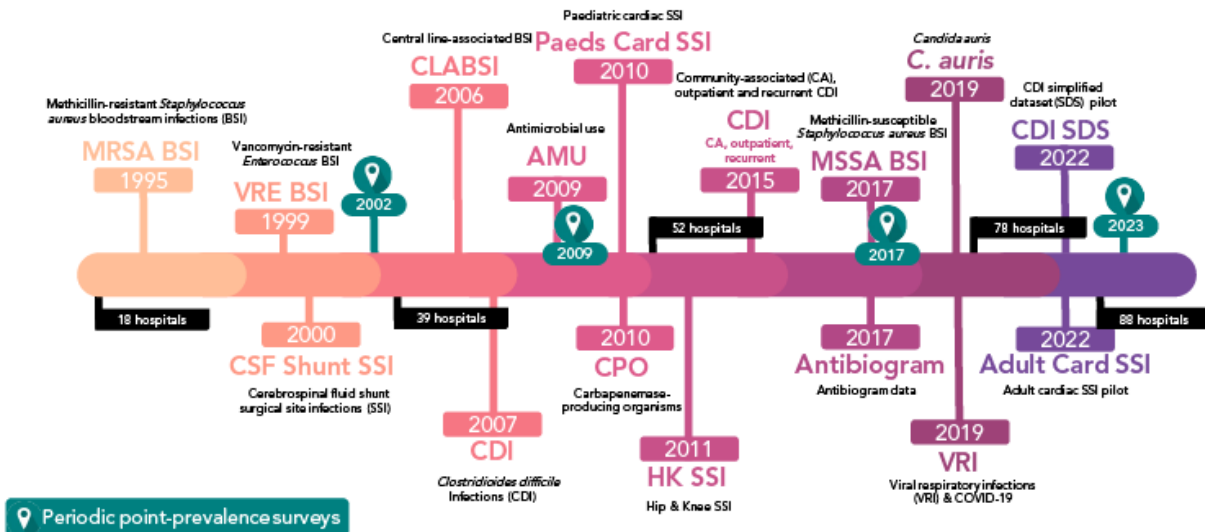 Paediatric cardiac SSI
Paeds Card SSI
2010
Central line-associated BSI
CLABSI
2006
Candida auris
C. auris
2019
Community-associated (CA),
outpatient and recurrent CDI
CDI
CA, outpatient,
recurrent
2015
CDI simplified
dataset (SDS) pilot
CDI SDS
2022
Methicillin-resistant Staphylococcus
aureus bloodstream infections (BSI)
MRSA BSI
1995
Antimicrobial use
AMU
2009
Methicillin-susceptible
Staphylococcus aureus BSI
MSSA BSI
2017
Vancomycin-resistant
Enterococcus BSI
VRE BSI
1999
2002
2009
52 hospitals
2017
78 hospitals
2023
18 hospitals
39 hospitals
88 hospitals
2000
CSF Shunt SSI
Cerebrospinal fluid shunt
surgical site infections (SSI)
2010
CPO
Carbapenemase-
producing organisms
2017
Antibiogram
Antibiogram data
2022
Adult Card SSI
Adult cardiac SSI pilot
2007
CDI
Clostridioides difficile
Infections (CDI)
2011
HK SSI
Hip & Knee SSI
2019
VRI
Viral respiratory infections
(VRI) & COVID-19
Periodic point-prevalence surveys